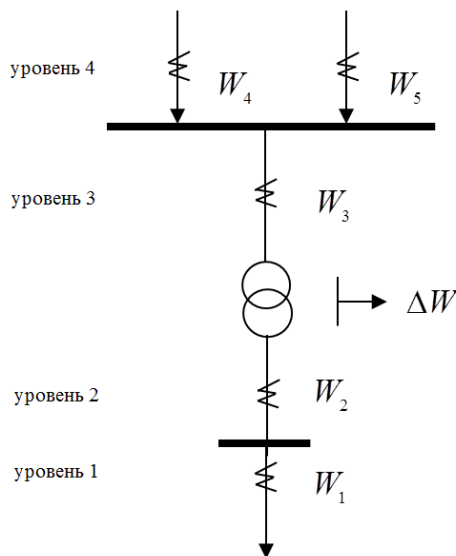 уровень 4
W₄
W₅
уровень 3
W₃
ΔW
уровень 2
W₂
уровень 1
W₁